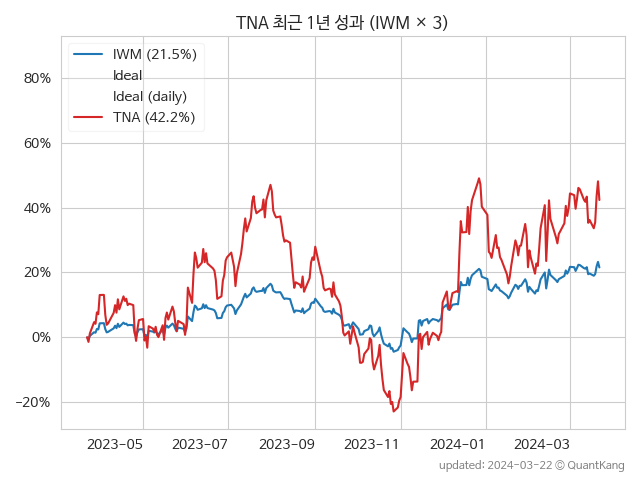 TNA 최근 1년 성과 (IWM × 3)
IWM (21.5%)
Ideal
Ideal (daily)
TNA (42.2%)
80%
60%
40%
20%
0%
−20%
2023−05
2023−07
2023−09
2023−11
2024−01
2024−03
updated: 2024−03−22 © QuantKang